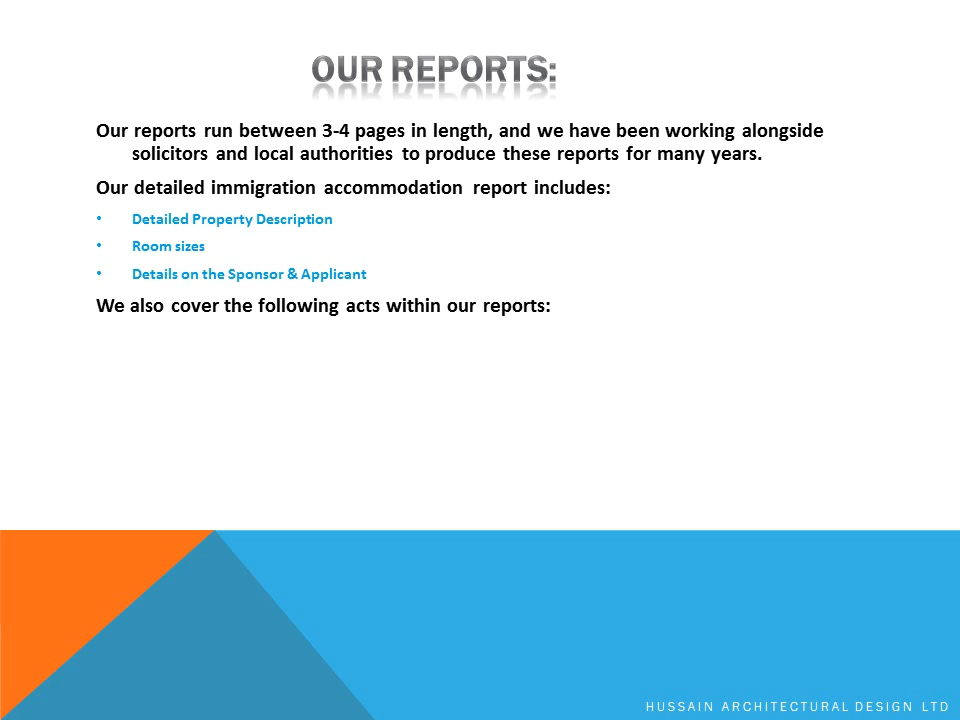 OUR REPORTS:
Our reports run between 3-4 pages in length, and we have been working alongside
solicitors and local authorities to produce these reports for many years.
Our detailed immigration accommodation report includes:
• Detailed Property Description
• Room sizes
• Details on the Sponsor & Applicant
We also cover the following acts within our reports:
HUSSAIN ARCHITECTURAL DESIGN LTD